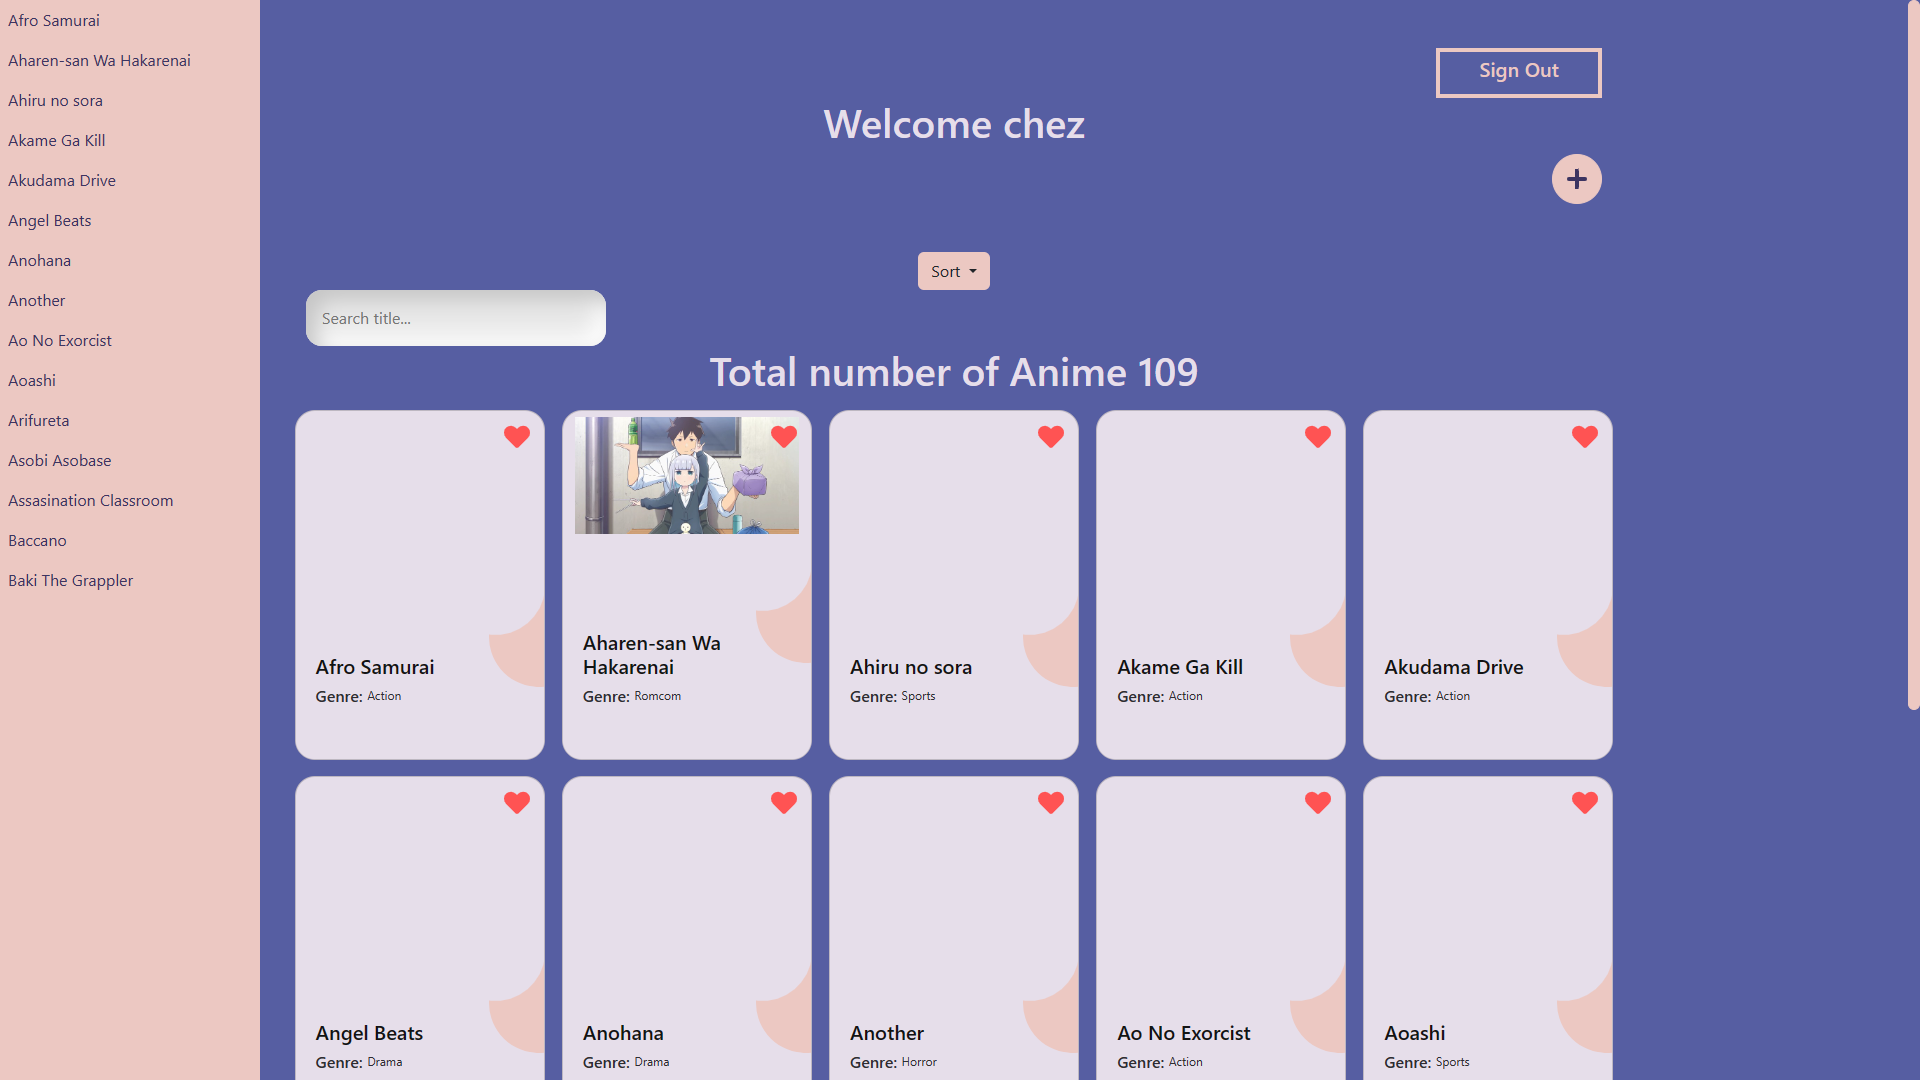 Afro Samurai
Aharen-san Wa Hakarenai
Ahiru no sora
Akame Ga Kill
Akudama Drive
Angel Beats
Anohana
Another
Ao No Exorcist
Aoashi
Arifureta
Asobi Asobase
Assasination Classroom
Baccano
Baki The Grappler
Sign Out
Welcome chez
Sort
Search title...
Total number of Anime 109
Afro Samurai
Genre: Action
Aharen-san Wa
Hakarenai
Genre: Romcom
Ahiru no sora
Genre: Sports
Akame Ga Kill
Genre: Action
Akudama Drive
Genre: Action
Angel Beats
Genre: Drama
Anohana
Genre: Drama
Another
Genre: Horror
Ao No Exorcist
Genre: Action
Aoashi
Genre: Sports